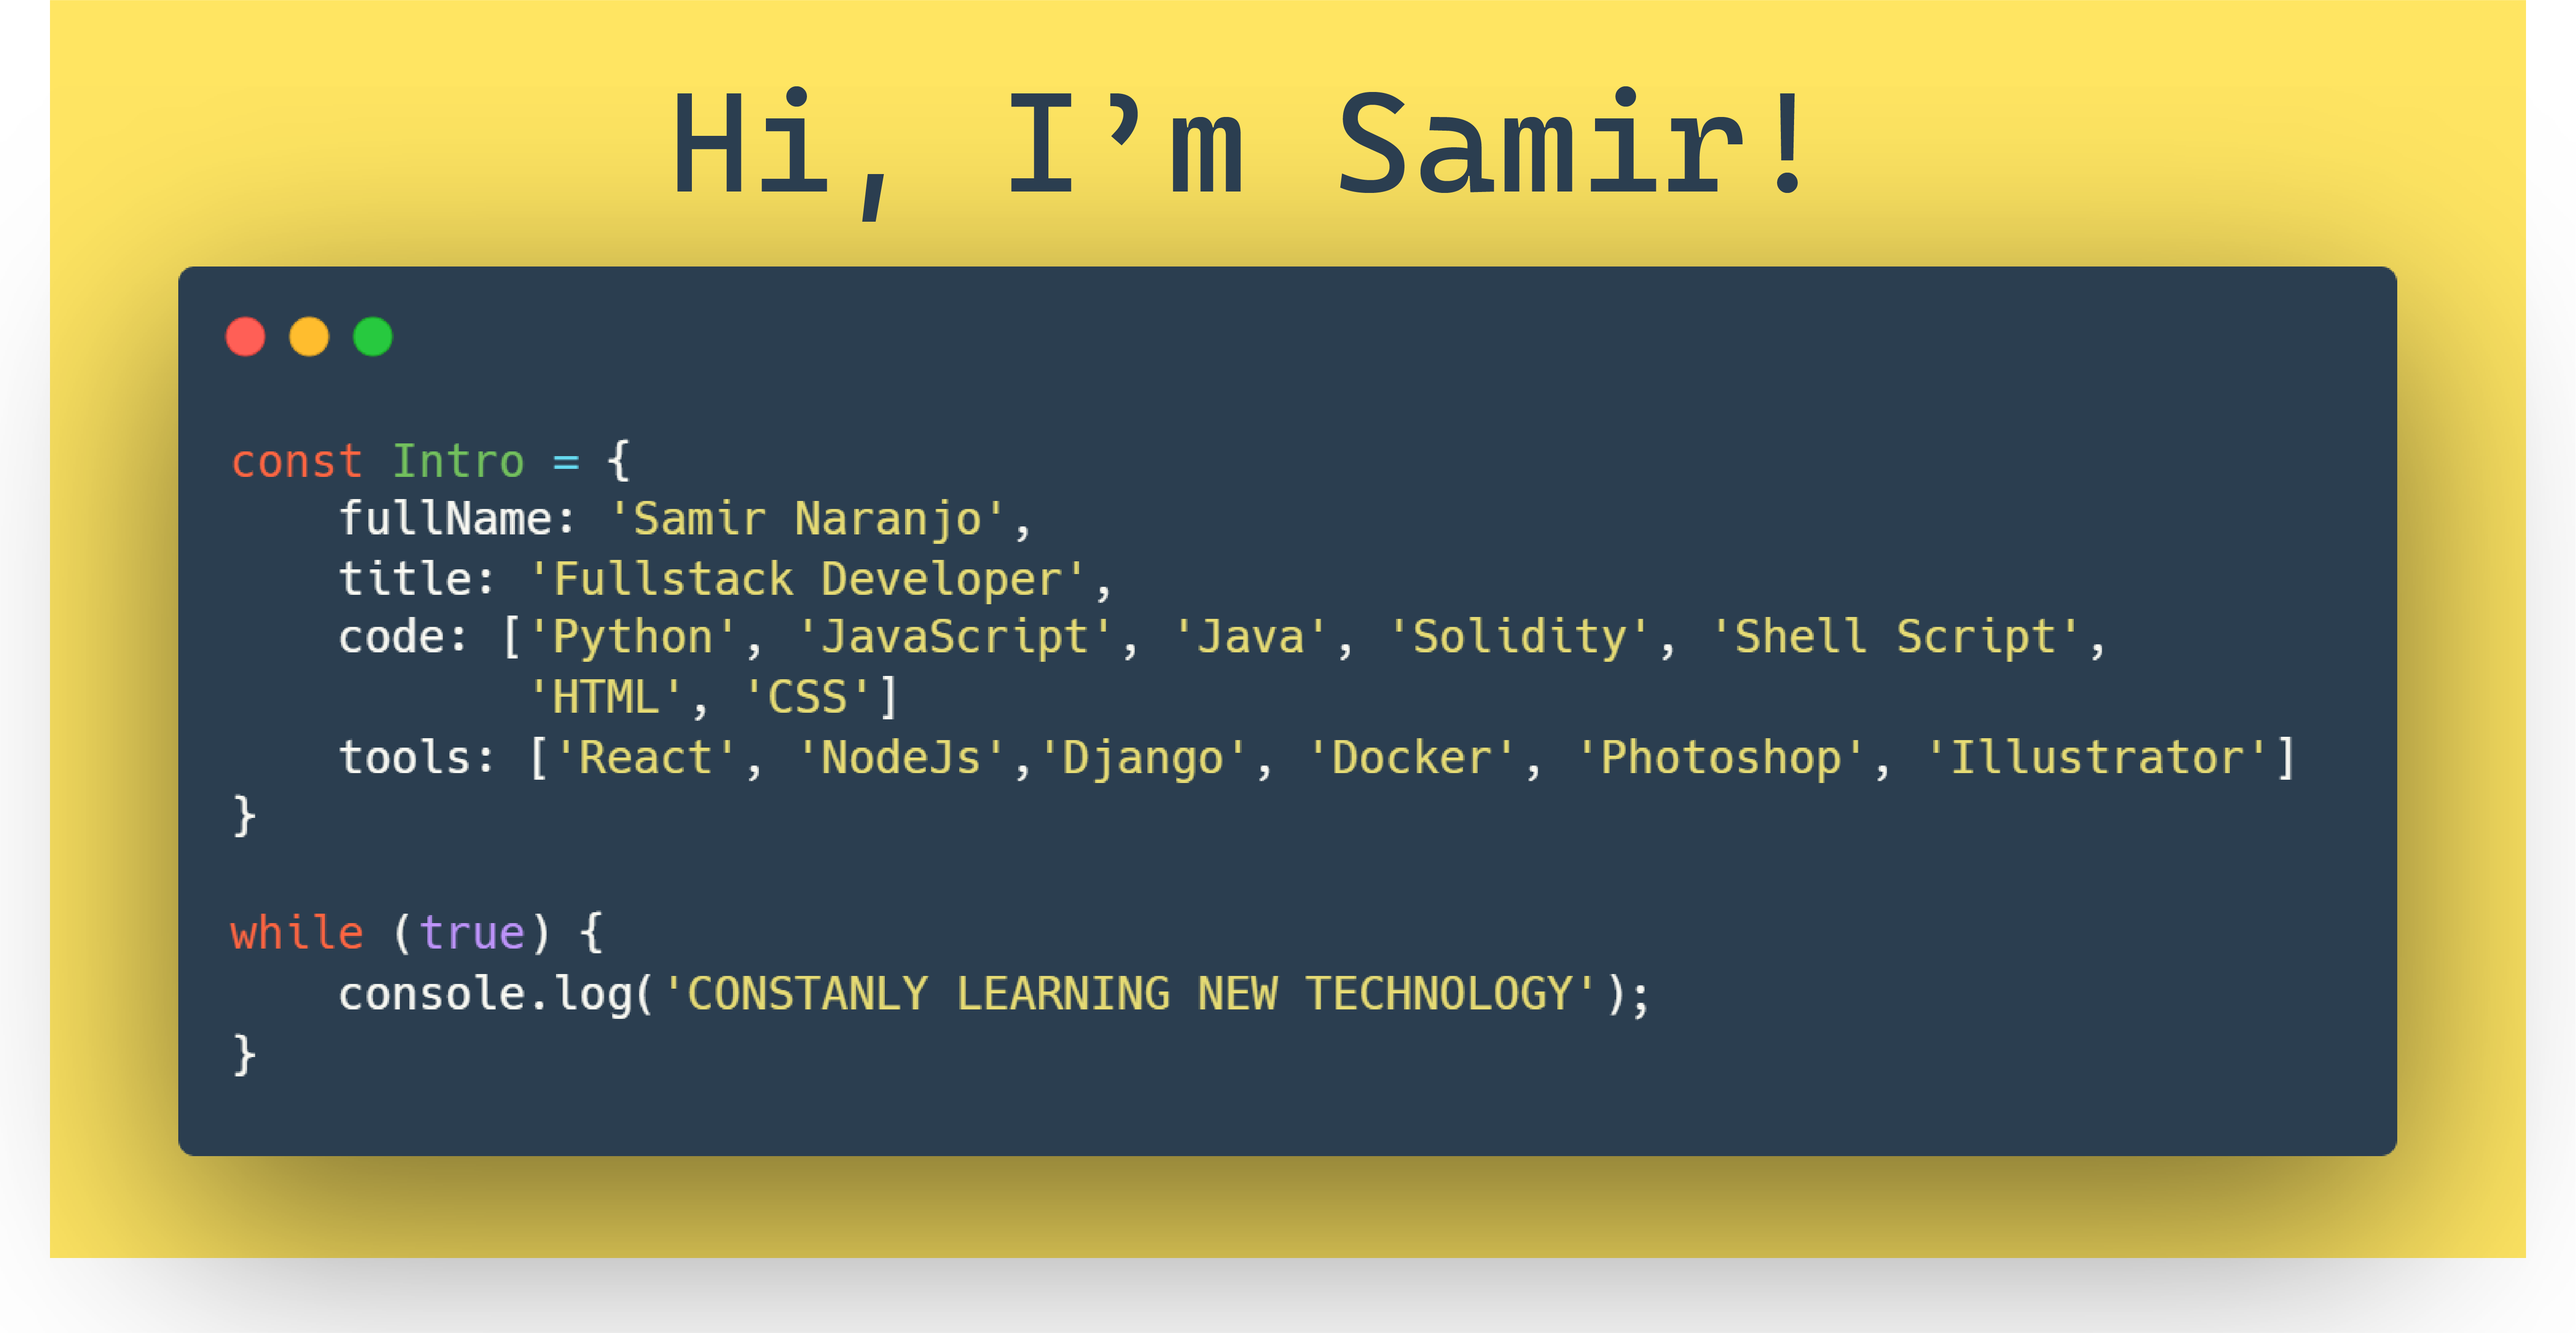 Hi, I’m Samir!
const Intro = {
    fullName: 'Samir Naranjo',
    title: 'Fullstack Developer',
    code: ['Python', 'JavaScript', 'Java', 'Solidity', 'Shell Script',
           'HTML', 'CSS']
    tools: ['React', 'NodeJs','Django', 'Docker', 'Photoshop', 'Illustrator']
}
while (true) {
    console.log('CONSTANLY LEARNING NEW TECHNOLOGY');
}